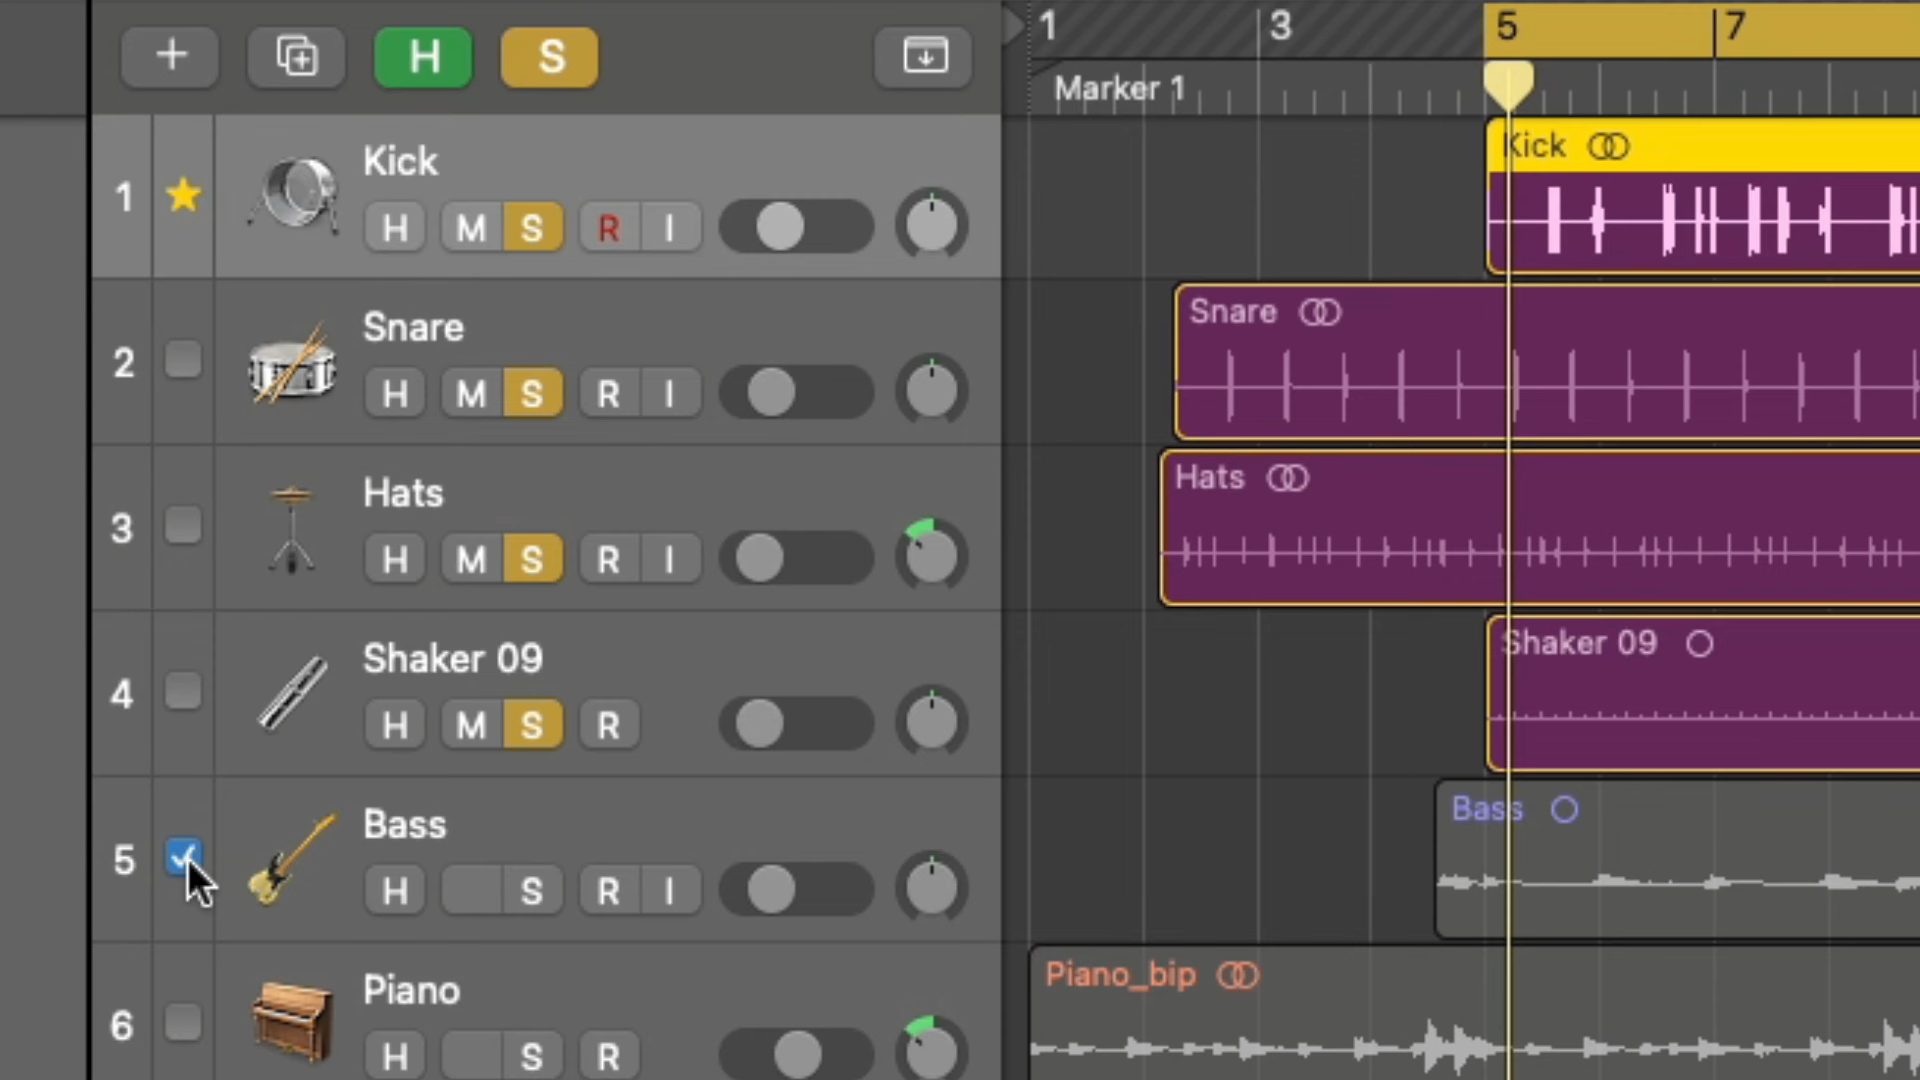 + H S 1 3 5 7
Marker 1
1 Kick Kick
H M S R I
2 Snare Snare
H M S R I
3 Hats Hats
H M S R I
4 Shaker 09 Shaker 09
H M S R
5 Bass Bass
H S R I
6 Piano Piano_bip
H S R